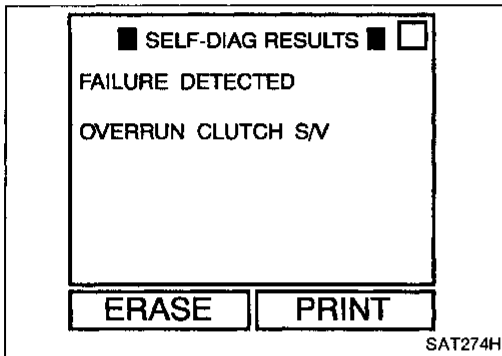 SELF-DIAG RESULTS
FAILURE DETECTED
OVERRUN CLUTCH S/V
ERASE PRINT
SAT274H